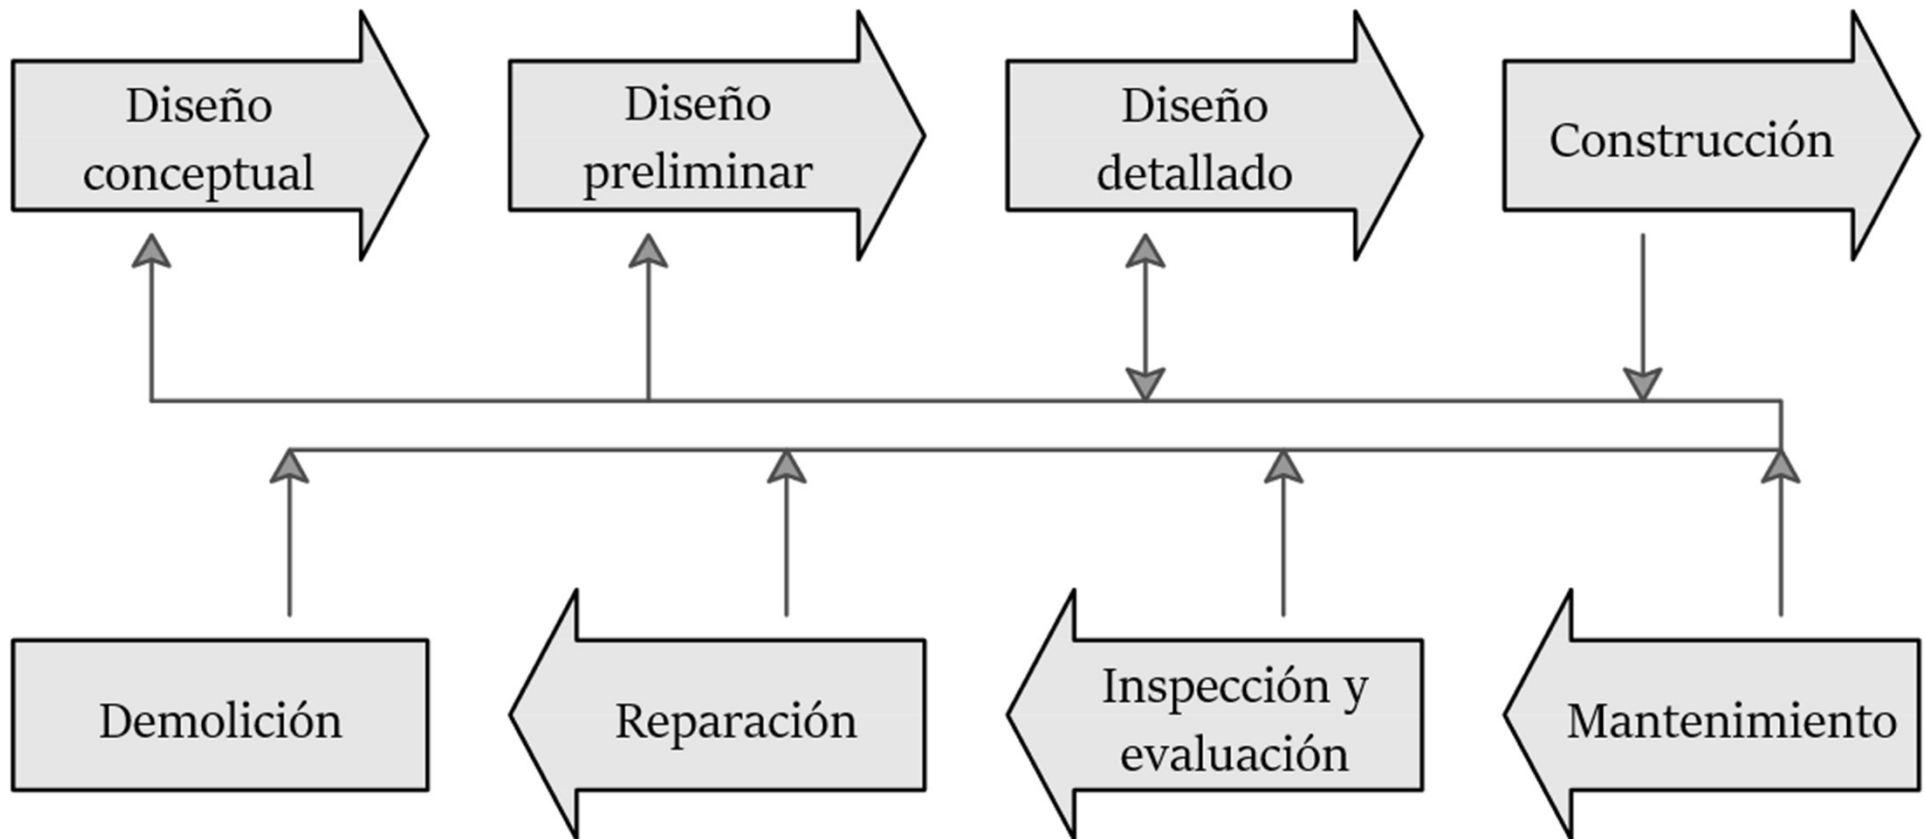 Diseño
conceptual
Diseño
preliminar
Diseño
detallado
Construcción
Demolición
Reparación
Inspección y
evaluación
Mantenimiento